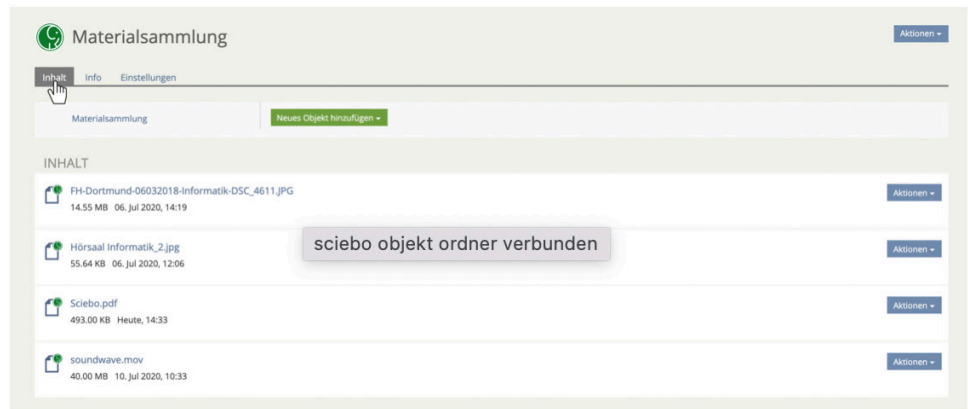 Materialsammlung
Aktionen
Inhalt Info Einstellungen
Materialsammlung Neues Objekt hinzufügen
INHALT
FH-Dortmund-06032018-Informatik-DSC_4611.JPG
14.55 MB 06. Jul 2020, 14:19
Aktionen
Hörsaal Informatik_2.jpg
55.64 KB 06. Jul 2020, 12:06
Aktionen
sciebo objekt ordner verbunden
Sciebo.pdf
493.00 KB Heute, 14:33
Aktionen
soundwave.mov
40.00 MB 10. Jul 2020, 10:33
Aktionen